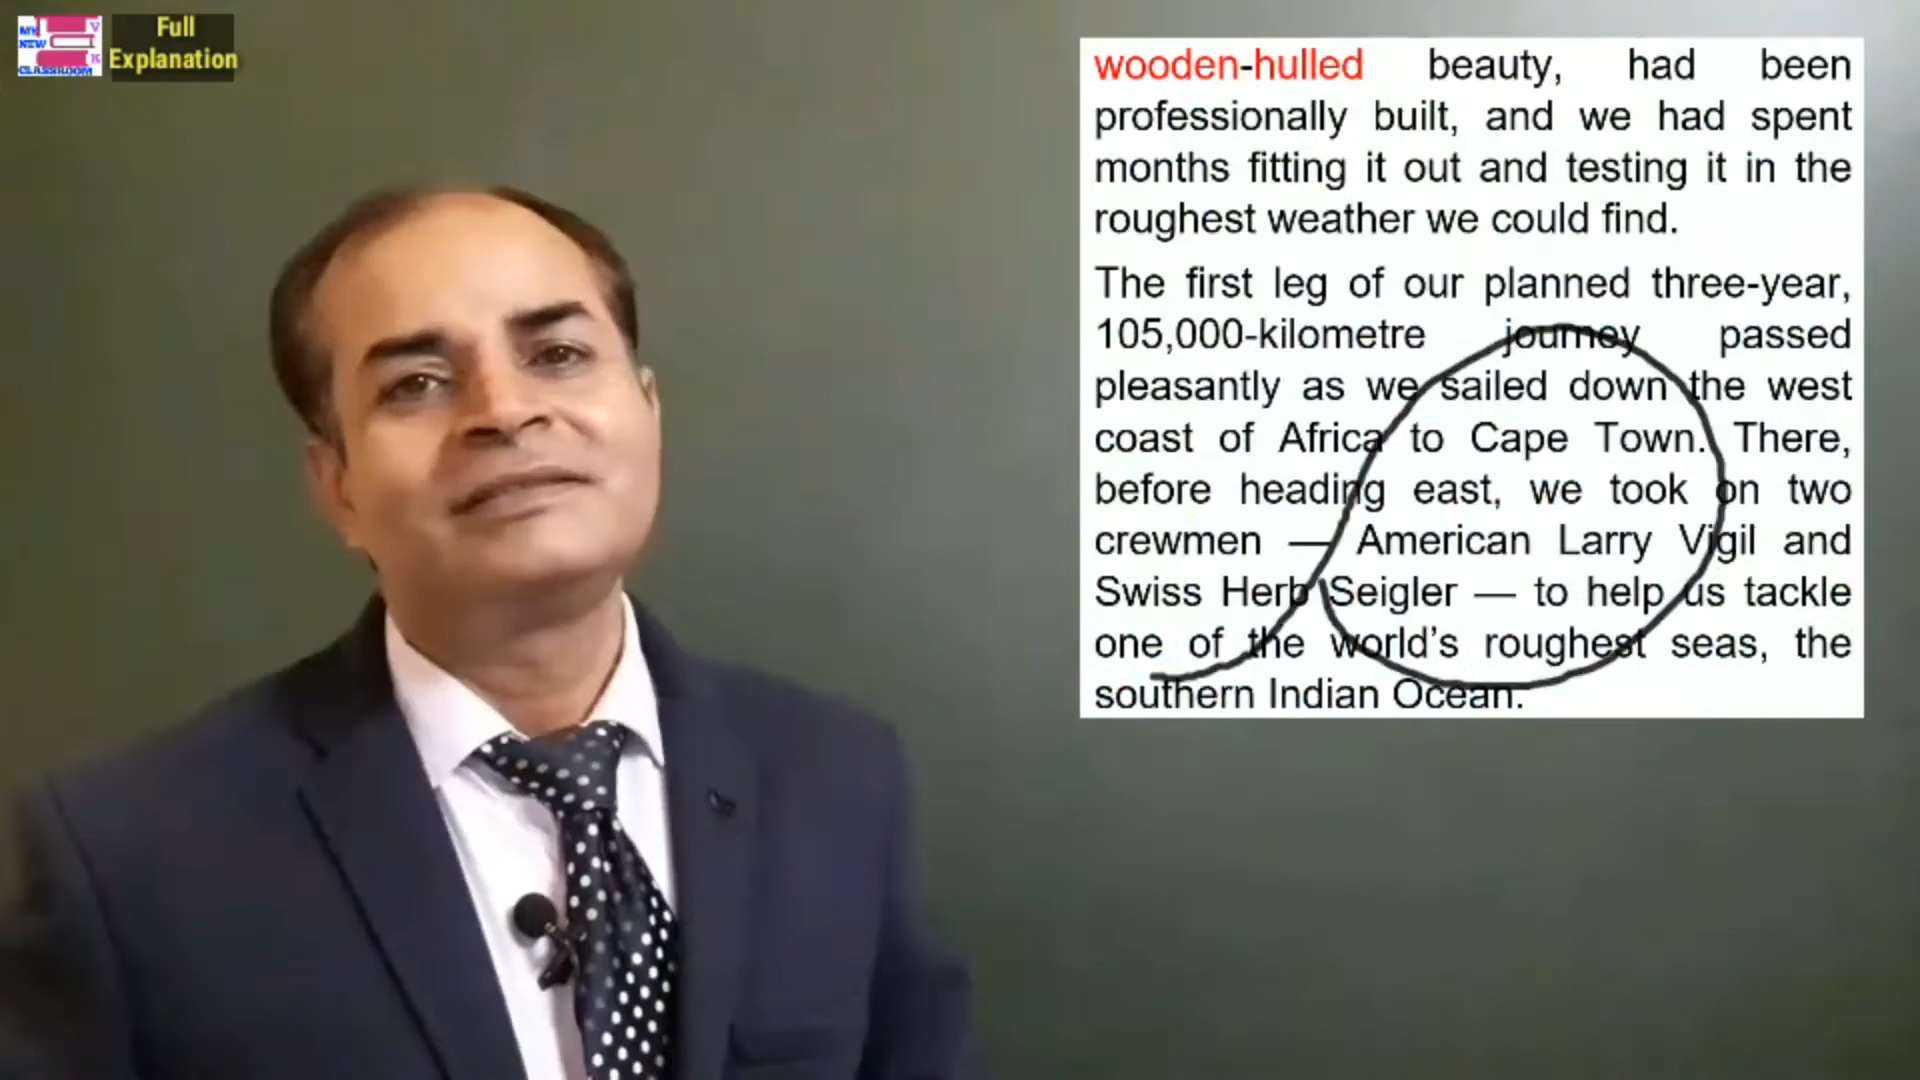 MY
NEW
CLASSROOM
V
K
Full
Explanation
wooden-hulled beauty, had been
professionally built, and we had spent
months fitting it out and testing it in the
roughest weather we could find.
The first leg of our planned three-year,
105,000-kilometre journey passed
pleasantly as we sailed down the west
coast of Africa to Cape Town. There,
before heading east, we took on two
crewmen — American Larry Vigil and
Swiss Herb Seigler — to help us tackle
one of the world’s roughest seas, the
southern Indian Ocean.